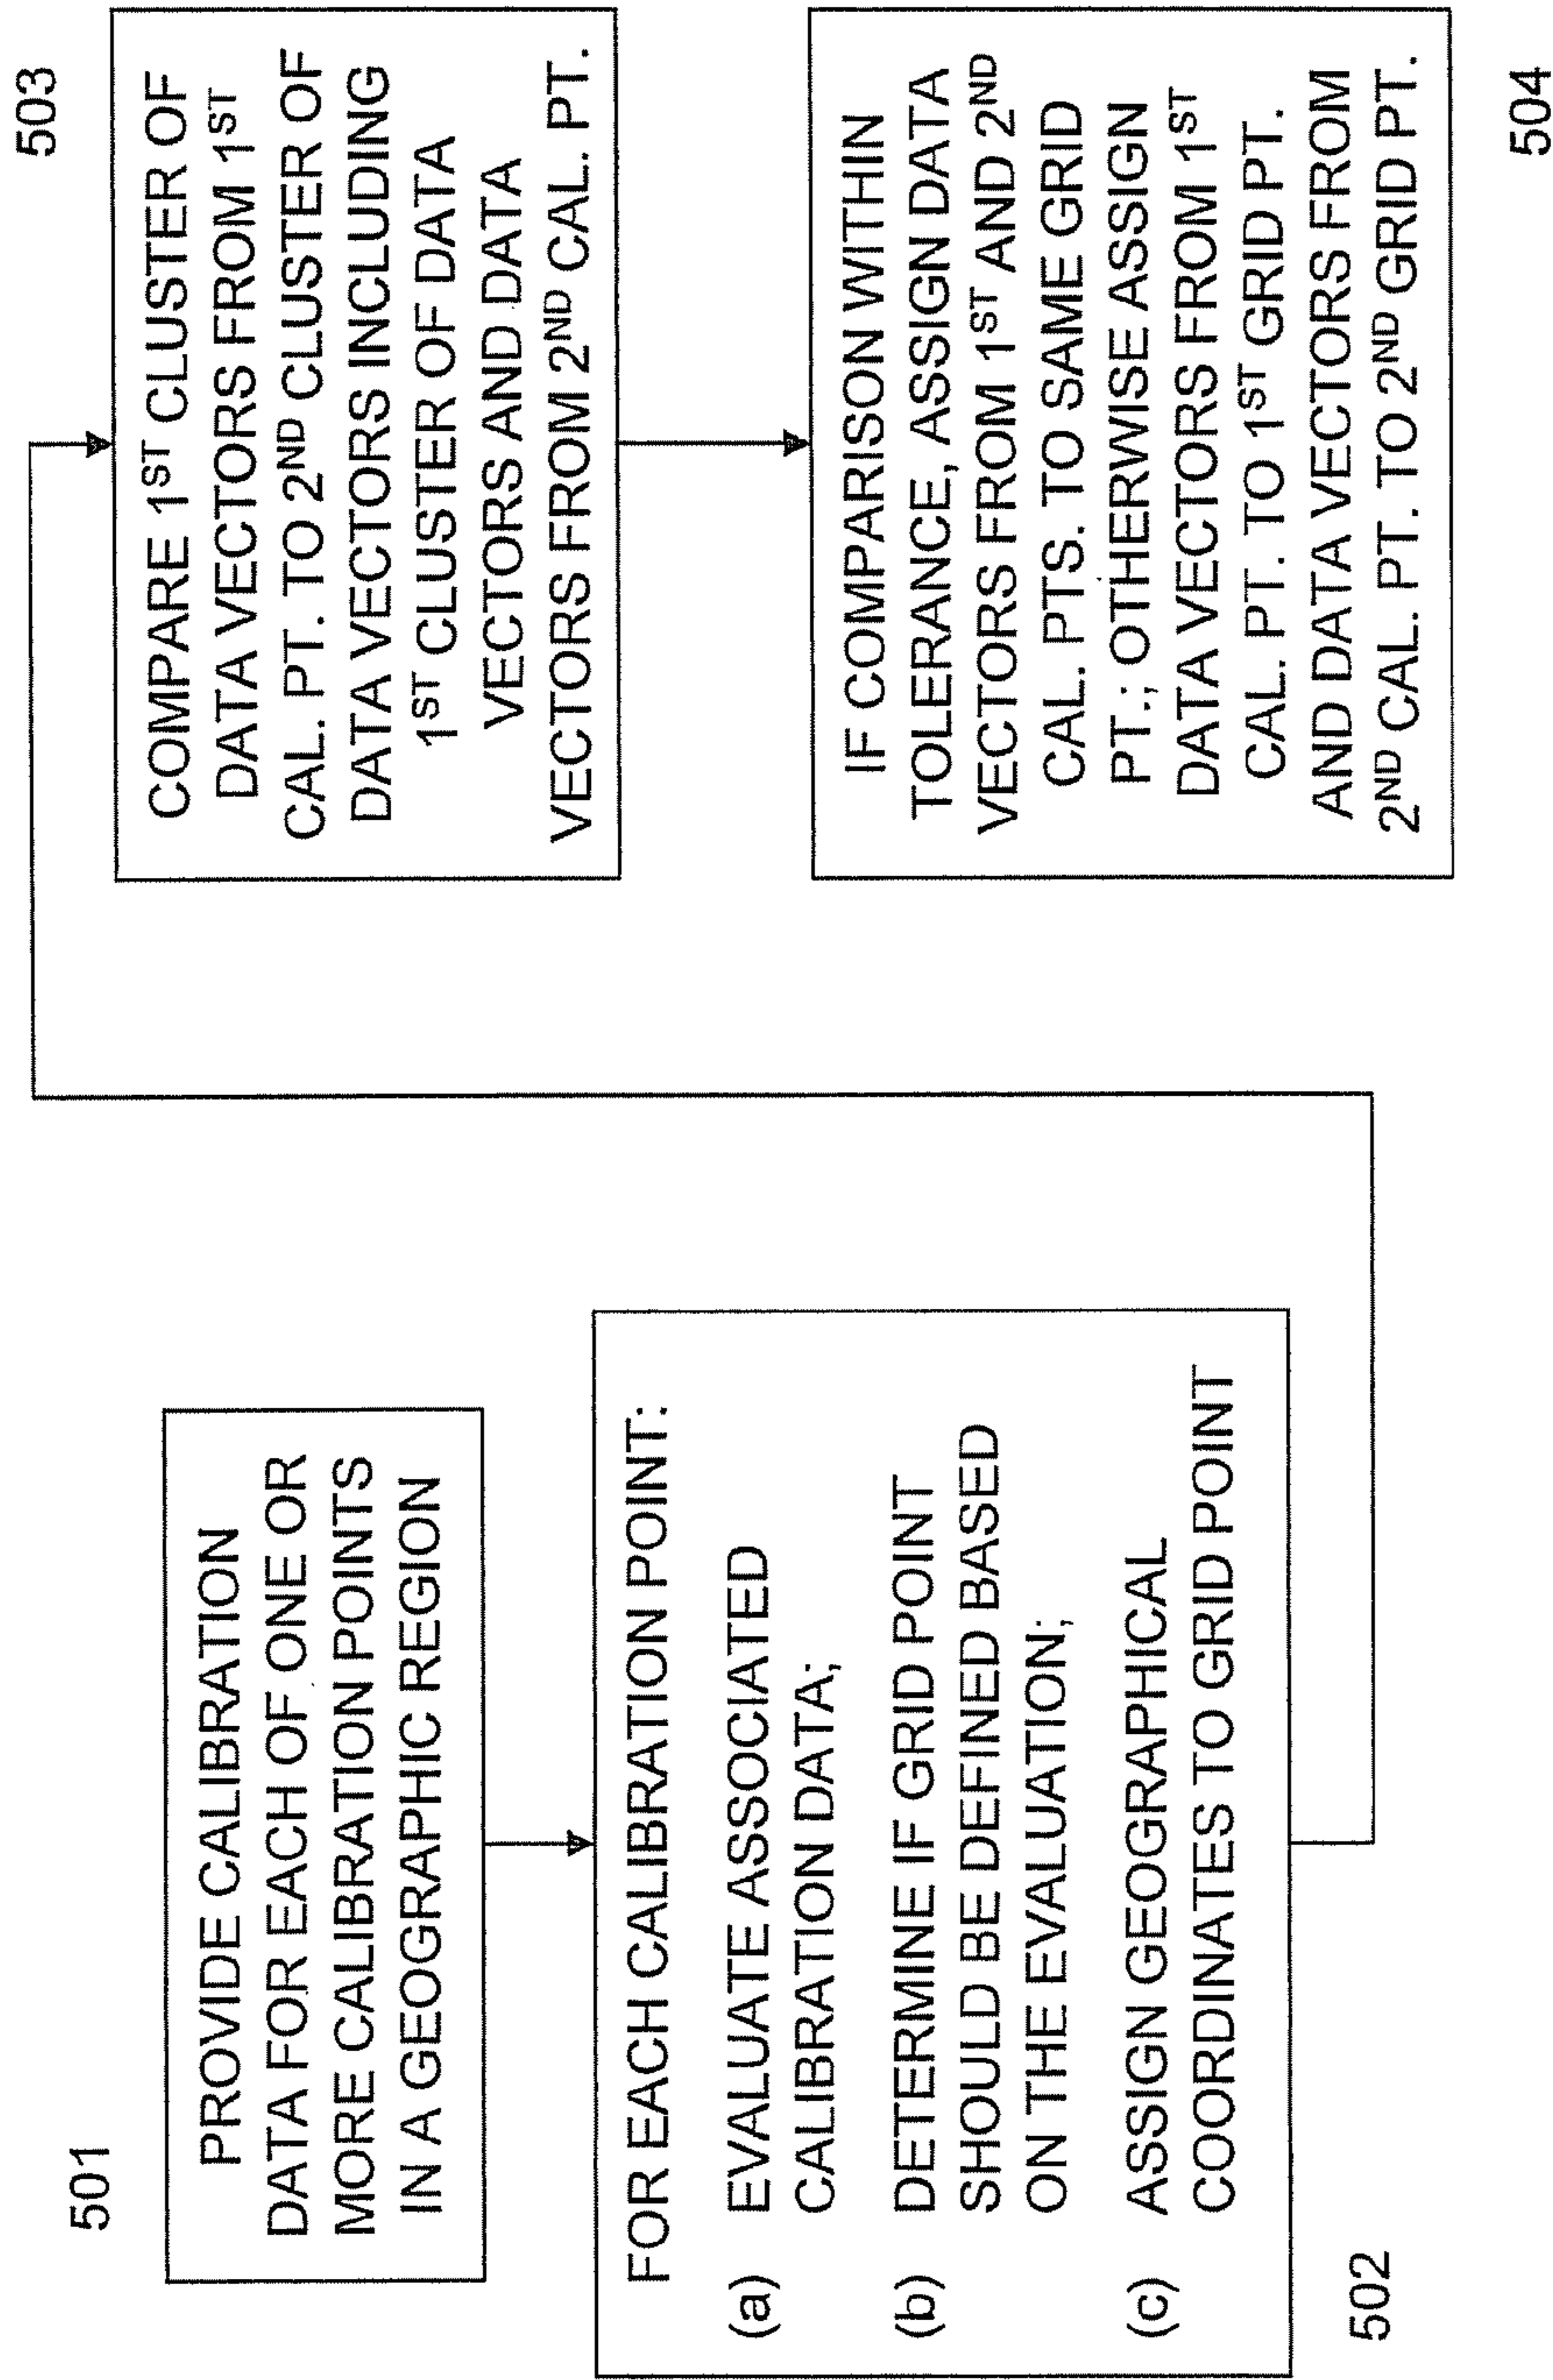 501
PROVIDE CALIBRATION
DATA FOR EACH OF ONE OR
MORE CALIBRATION POINTS
IN A GEOGRAPHIC REGION
FOR EACH CALIBRATION POINT:
(a) EVALUATE ASSOCIATED
CALIBRATION DATA;
(b) DETERMINE IF GRID POINT
SHOULD BE DEFINED BASED
ON THE EVALUATION;
(c) ASSIGN GEOGRAPHICAL
COORDINATES TO GRID POINT
502
503
COMPARE 1ST CLUSTER OF
DATA VECTORS FROM 1ST
CAL. PT. TO 2ND CLUSTER OF
DATA VECTORS INCLUDING
1ST CLUSTER OF DATA
VECTORS AND DATA
VECTORS FROM 2ND CAL. PT.
IF COMPARISON WITHIN
TOLERANCE, ASSIGN DATA
VECTORS FROM 1ST AND 2ND
CAL. PTS. TO SAME GRID
PT.; OTHERWISE ASSIGN
DATA VECTORS FROM 1ST
CAL. PT. TO 1ST GRID PT.
AND DATA VECTORS FROM
2ND CAL. PT. TO 2ND GRID PT.
504